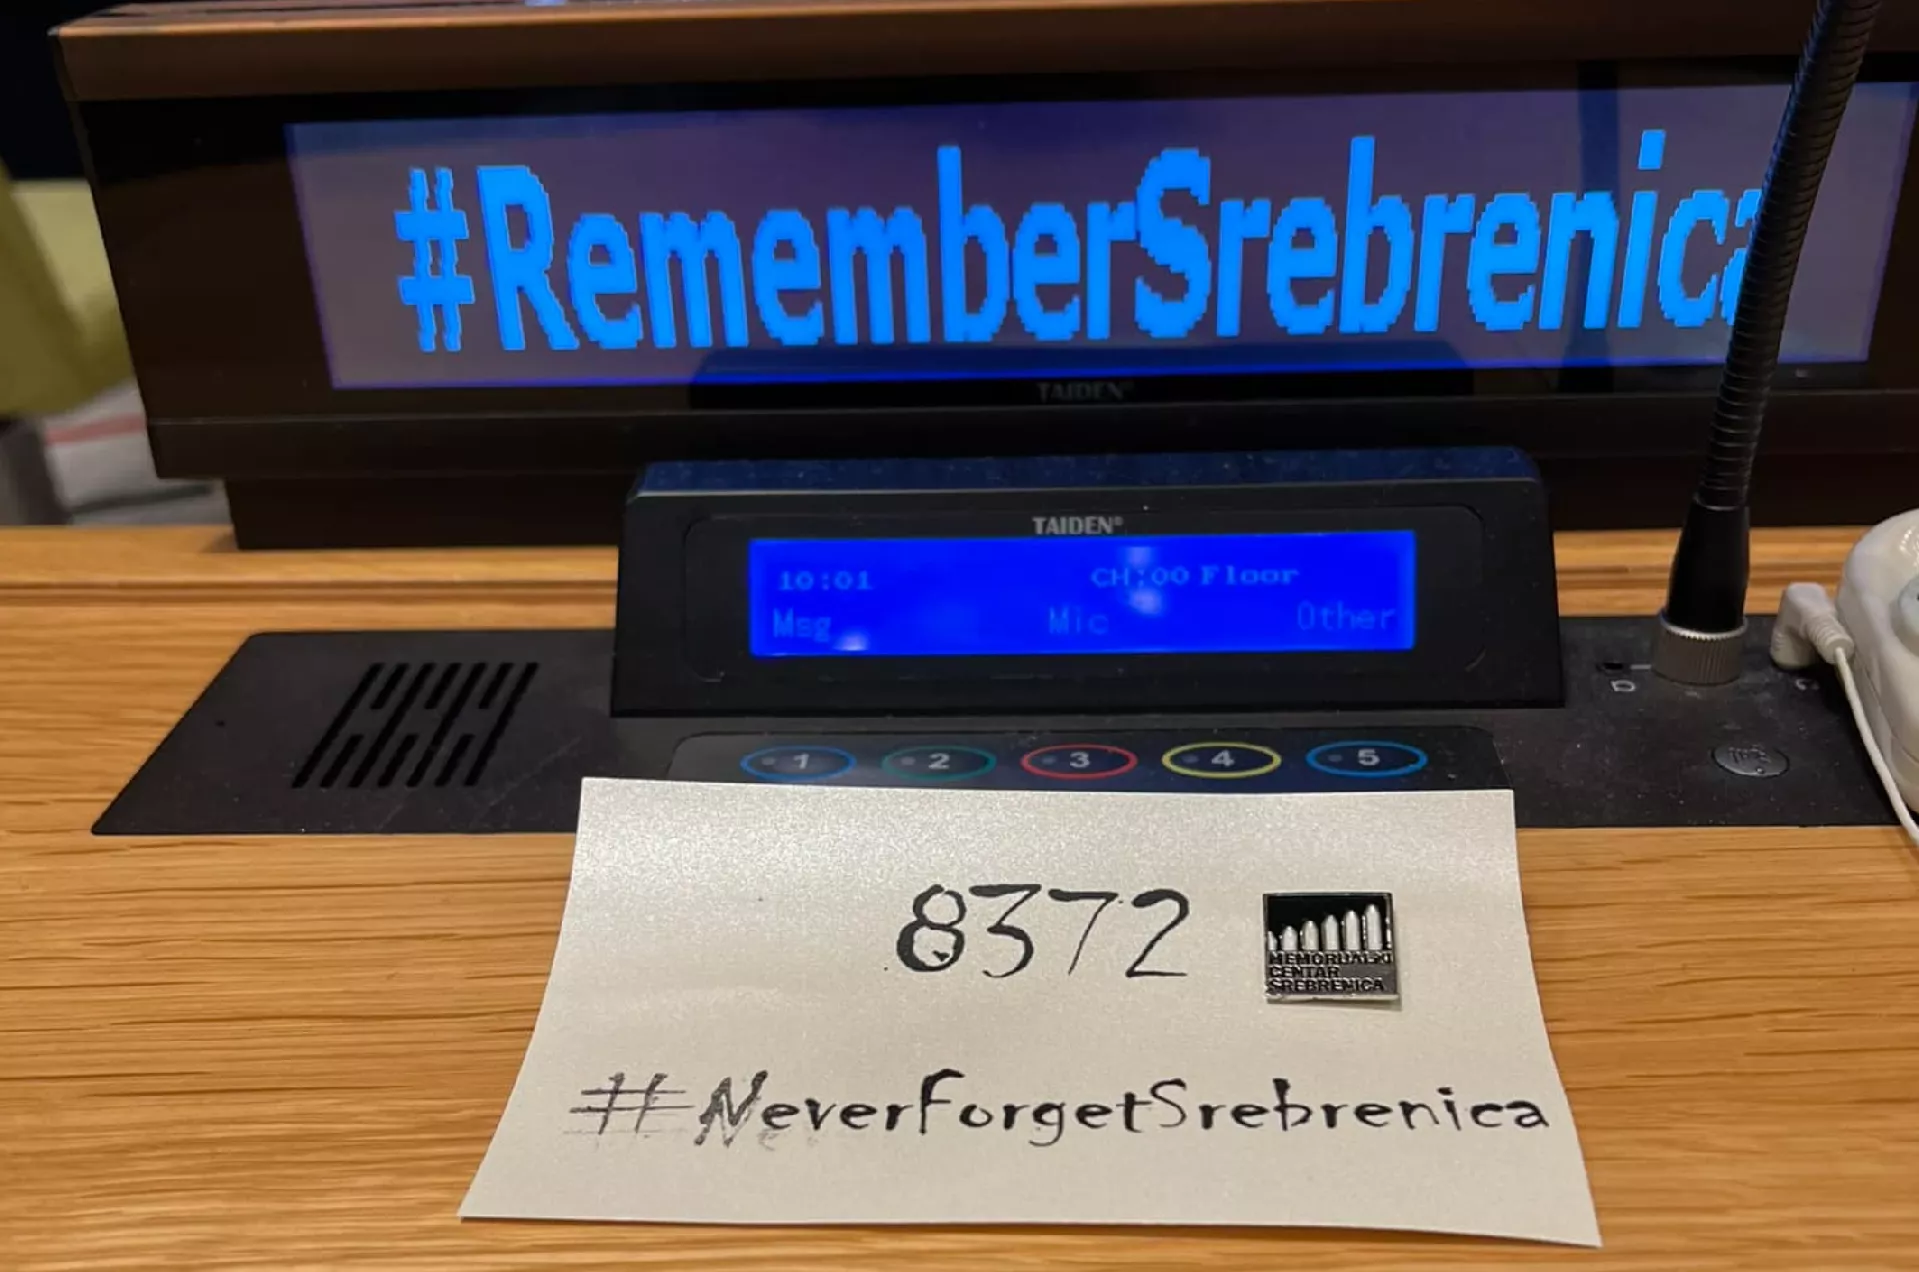 #RememberSrebrenica
TAIDEN®
TAIDEN®
10:01 CH:00 Floor
Msg Mic Other
1 2 3 4 5
8372
MEMORIJALSKI
CENTAR
SREBRENICA
#NeverForgetSrebrenica